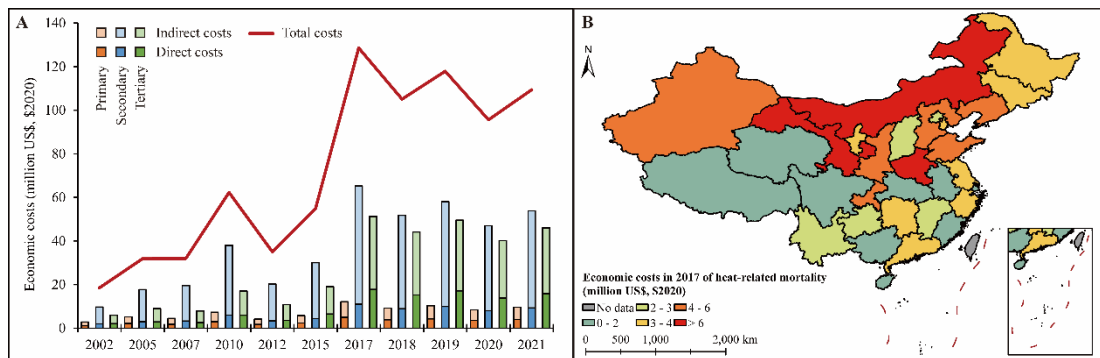 A
Economic costs (million US$, $2020)
140
120
100
80
60
40
20
0
Indirect costs
Direct costs
Total costs
Primary
Secondary
Tertiary
2002 2005 2007 2010 2012 2015 2017 2018 2019 2020 2021
B
N
Economic costs in 2017 of heat-related mortality
(million US$, $2020)
No data 2 - 3 4 - 6
0 - 2 3 - 4 > 6
0 500 1,000 2,000 km